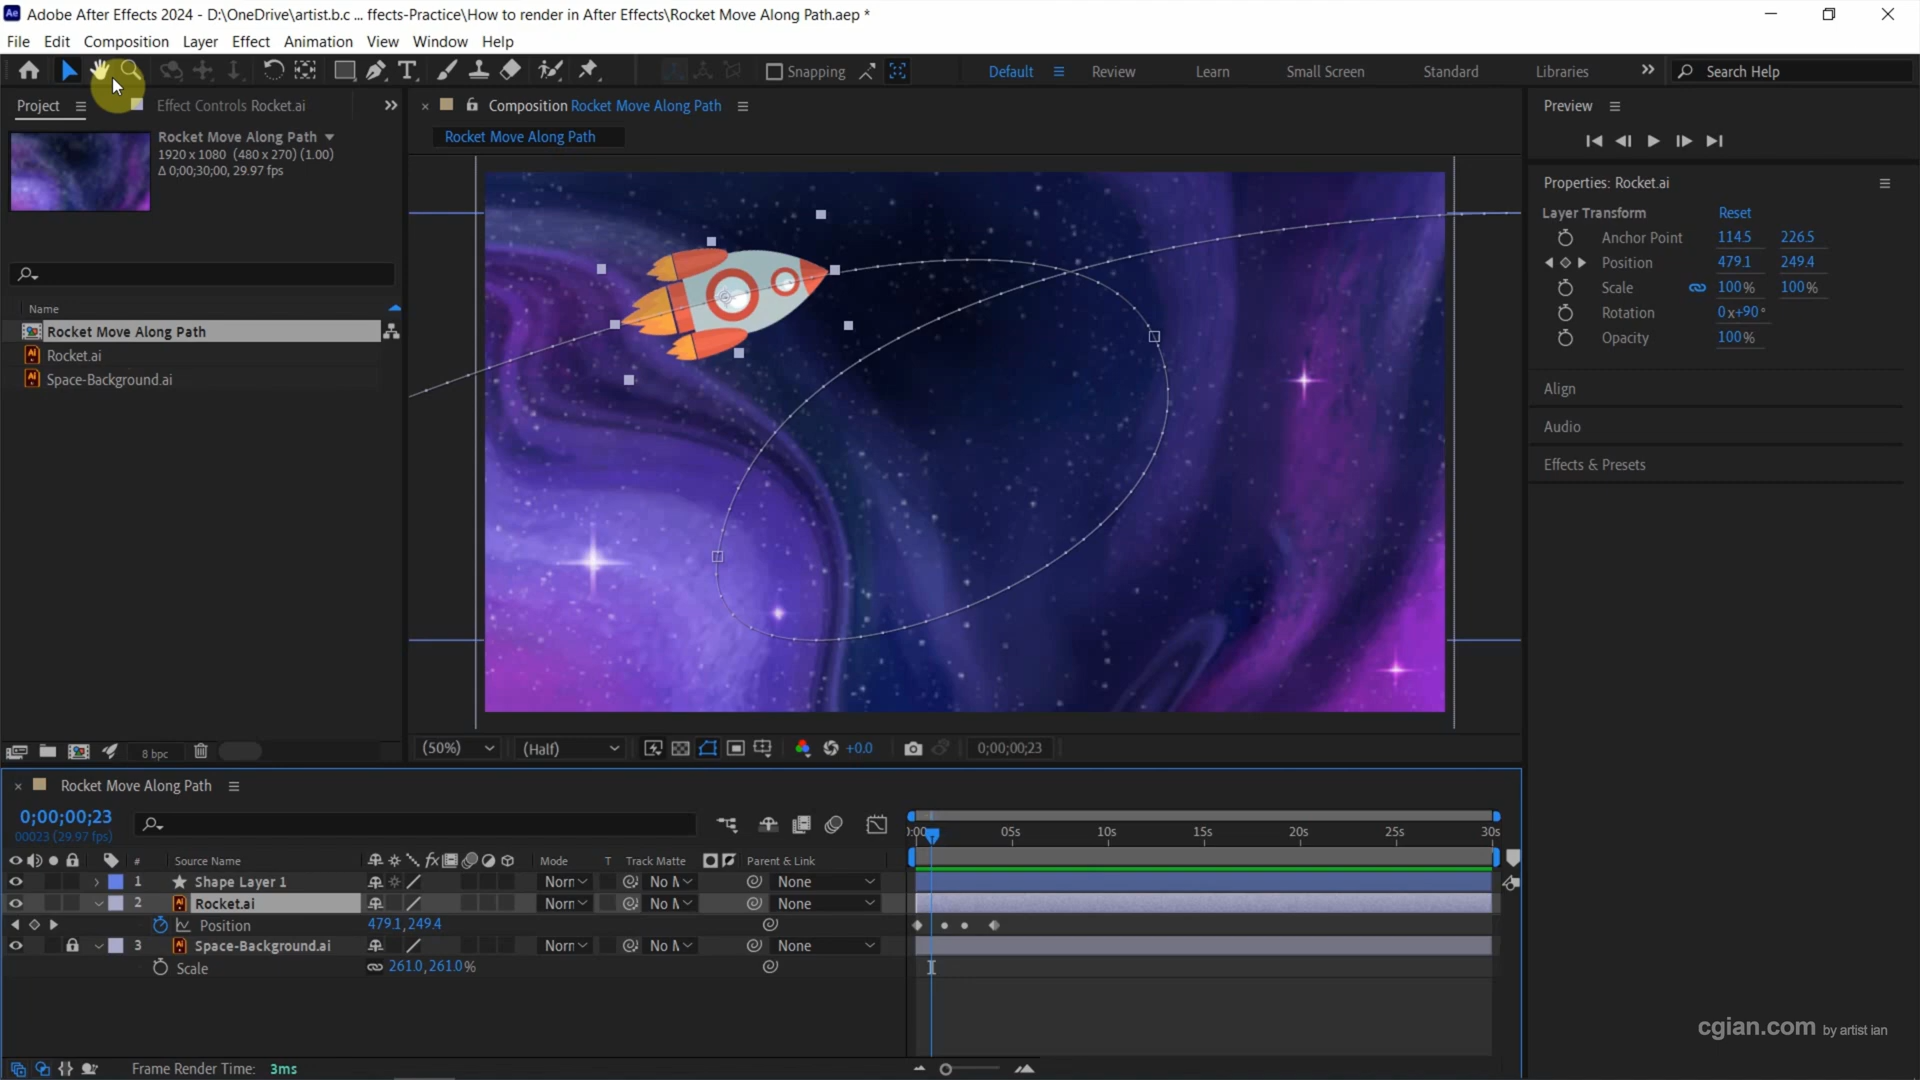 Adobe After Effects 2024 - D:\OneDrive\artist.b.c ... ffects-Practice\How to render in After Effects\Rocket Move Along Path.aep *
File Edit Composition Layer Effect Animation View Window Help
Snapping Default Review Learn Small Screen Standard Libraries Search Help
Project Effect Controls Rocket.ai Composition Rocket Move Along Path Preview
Rocket Move Along Path
1920 x 1080 (480 x 270) (1.00)
Δ 0;00;30;00, 29.97 fps
Rocket Move Along Path
Properties: Rocket.ai
Layer Transform Reset
Anchor Point 114.5 226.5
Position 479.1 249.4
Scale 100% 100%
Rotation 0x+90°
Opacity 100%
Align
Audio
Effects & Presets
Name
Rocket Move Along Path
Rocket.ai
Space-Background.ai
8 bpc
(50%) (Half) +0.0 0;00;00;23
Rocket Move Along Path
0;00;00;23
00023 (29.97 fps)
05s 10s 15s 20s 25s 30s
# Source Name Mode T Track Matte Parent & Link
1 Shape Layer 1 Norn No M None
2 Rocket.ai Norn No M None
Position 479.1,249.4
3 Space-Background.ai Norn No M None
Scale 261.0,261.0%
Frame Render Time: 3ms
cgian.com by artist ian